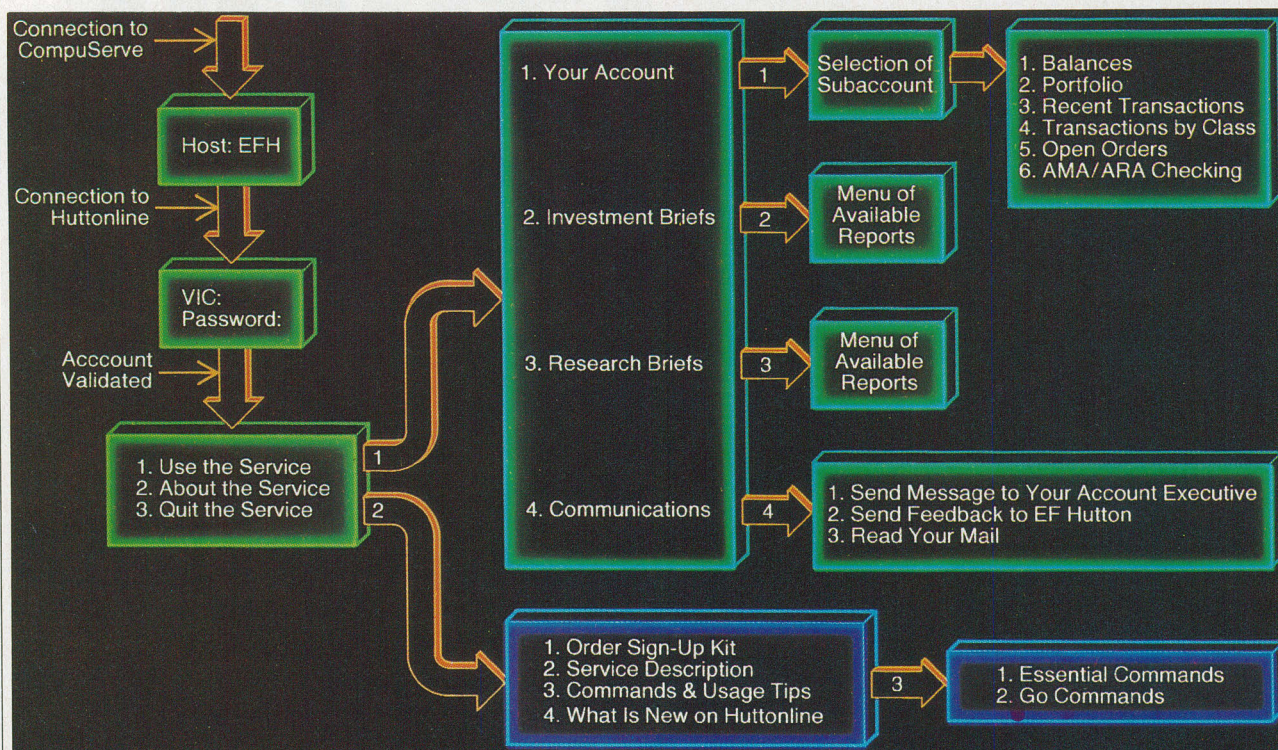 Connection to
CompuServe
Host: EFH
Connection to
Huttonline
VIC:
Password:
Acccount
Validated
1. Use the Service
2. About the Service
3. Quit the Service
1
2
1. Your Account
2. Investment Briefs
3. Research Briefs
4. Communications
1
Selection of
Subaccount
1. Balances
2. Portfolio
3. Recent Transactions
4. Transactions by Class
5. Open Orders
6. AMA/ARA Checking
2
Menu of
Available
Reports
3
Menu of
Available
Reports
4
1. Send Message to Your Account Executive
2. Send Feedback to EF Hutton
3. Read Your Mail
1. Order Sign-Up Kit
2. Service Description
3. Commands & Usage Tips
4. What Is New on Huttonline
3
1. Essential Commands
2. Go Commands